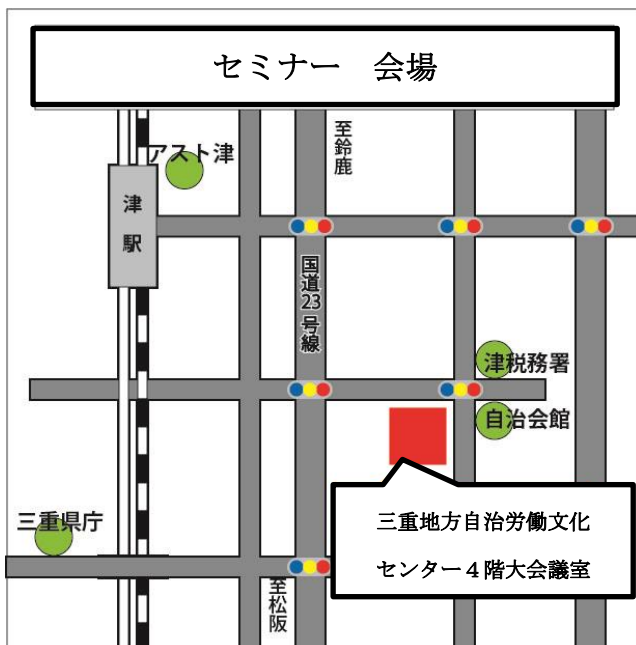 セミナー　会場
至鈴鹿
アスト津
津駅
国道23号線
津税務署
自治会館
三重県庁
三重地方自治労働文化
センター４階大会議室
至松阪